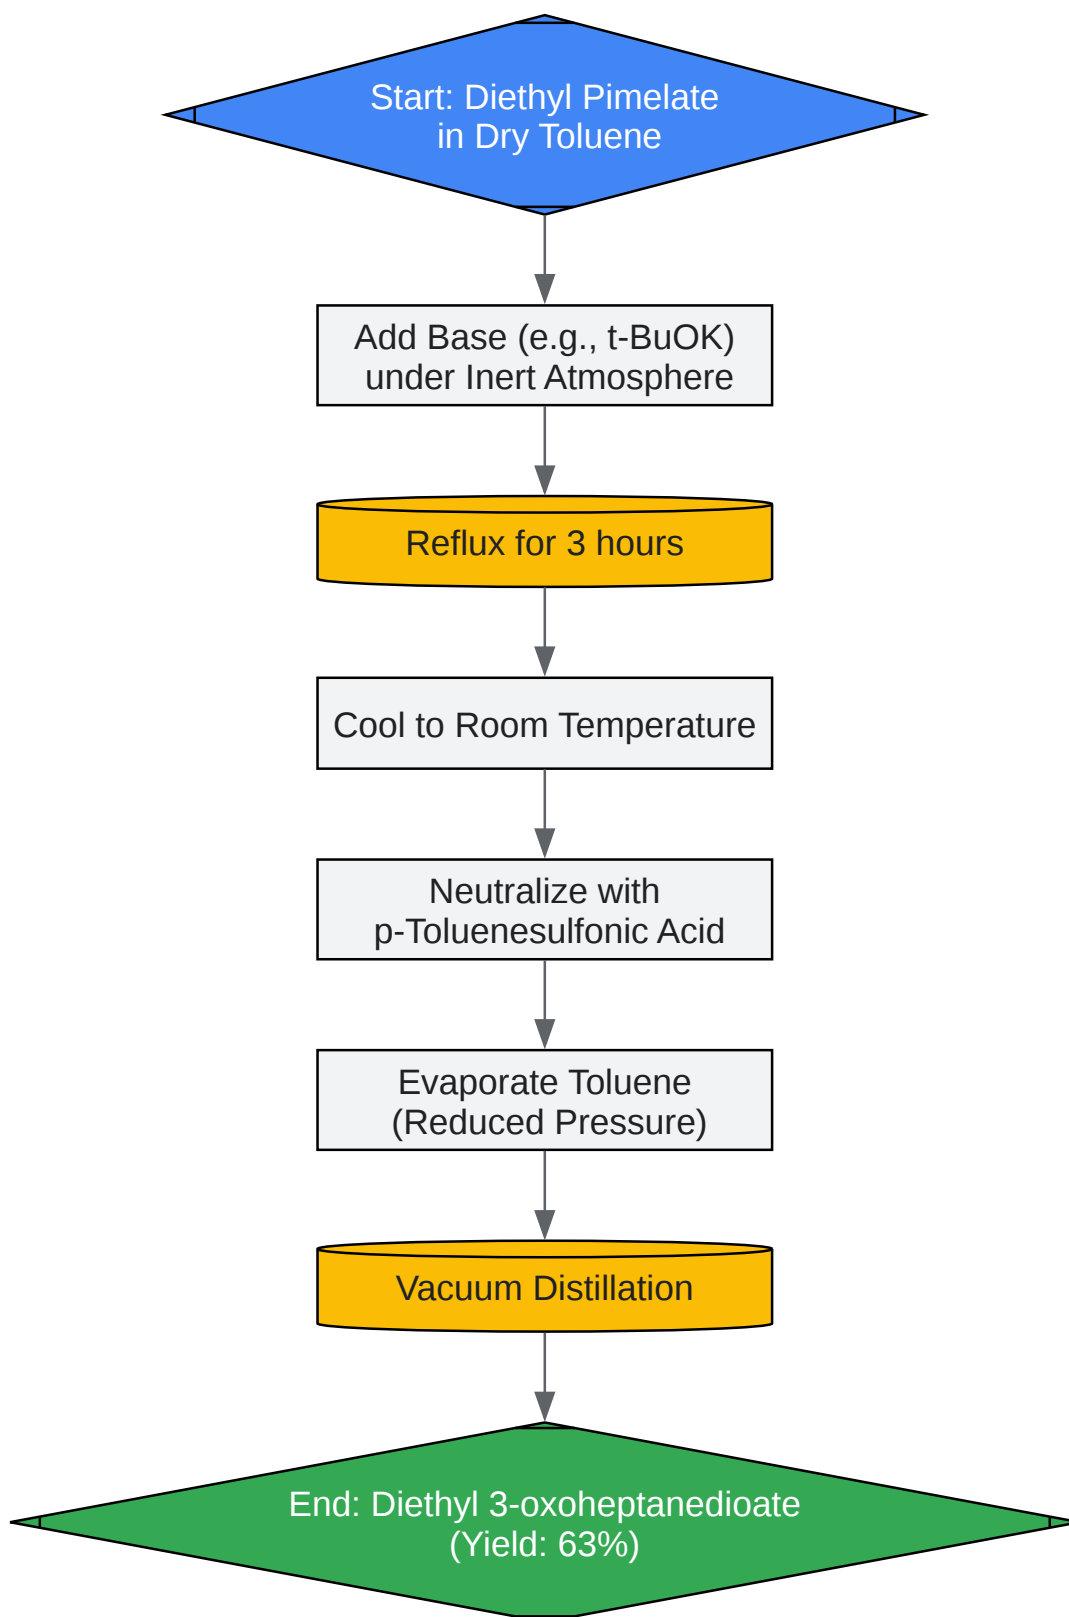 Start: Diethyl Pimelate
in Dry Toluene
Add Base (e.g., t-BuOK)
under Inert Atmosphere
Reflux for 3 hours
Cool to Room Temperature
Neutralize with
p-Toluenesulfonic Acid
Evaporate Toluene
(Reduced Pressure)
Vacuum Distillation
End: Diethyl 3-oxoheptanedioate
(Yield: 63%)